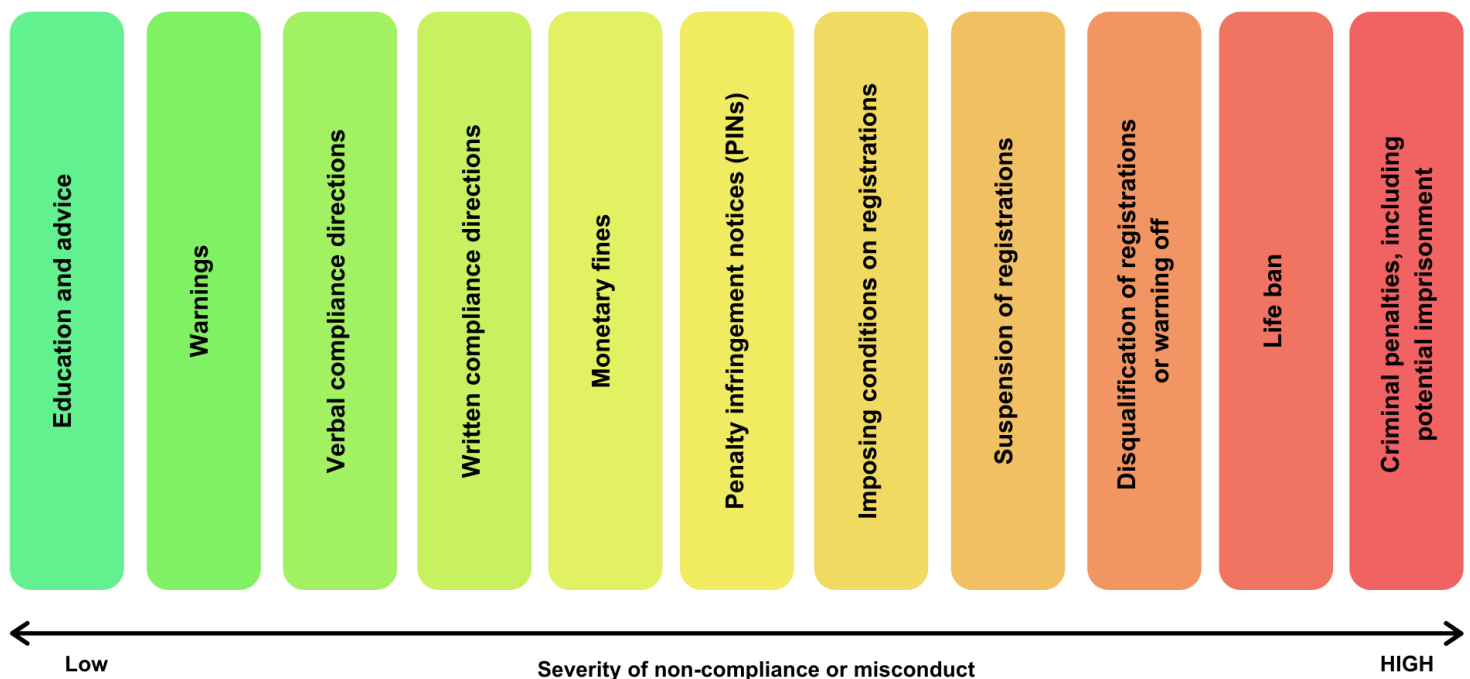 Education and advice
Warnings
Verbal compliance directions
Written compliance directions
Monetary fines
Penalty infringement notices (PINs)
Imposing conditions on registrations
Suspension of registrations
Disqualification of registrations
or warning off
Life ban
Criminal penalties, including
potential imprisonment
Low
Severity of non-compliance or misconduct
HIGH